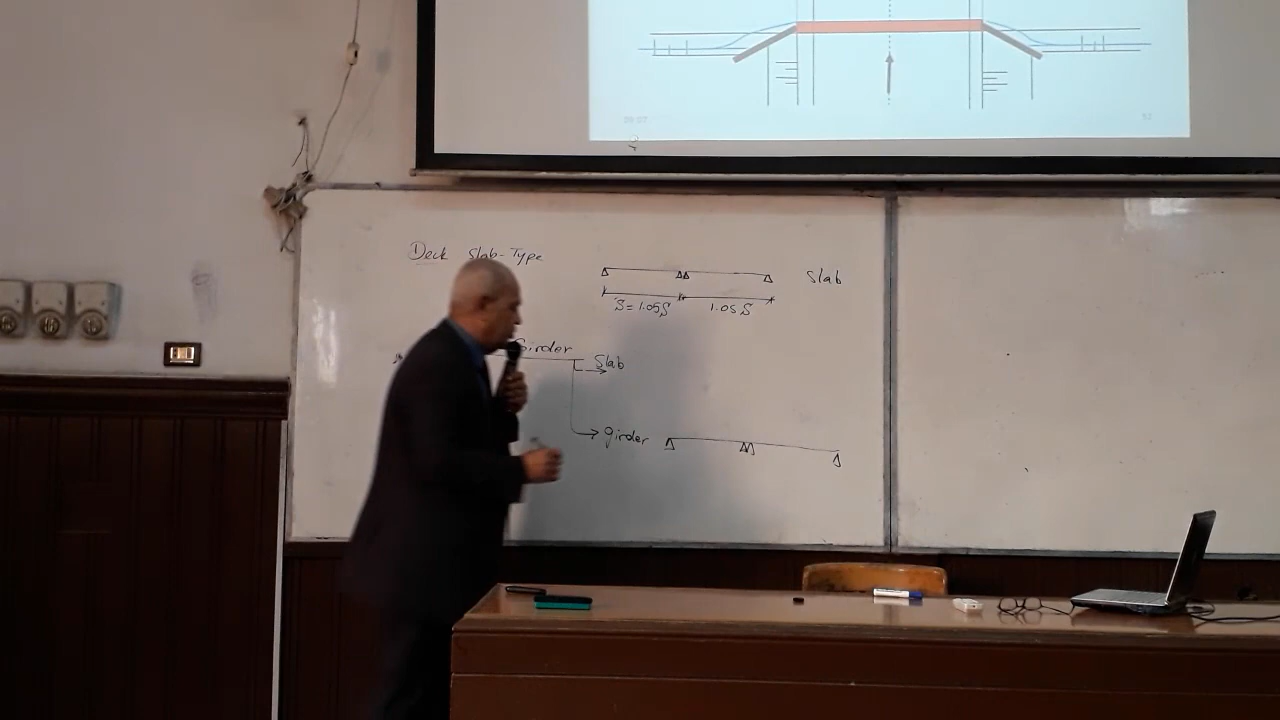 Deck Slab-Type
Slab
S = 1.05S 1.05S
Girder
Slab
girder